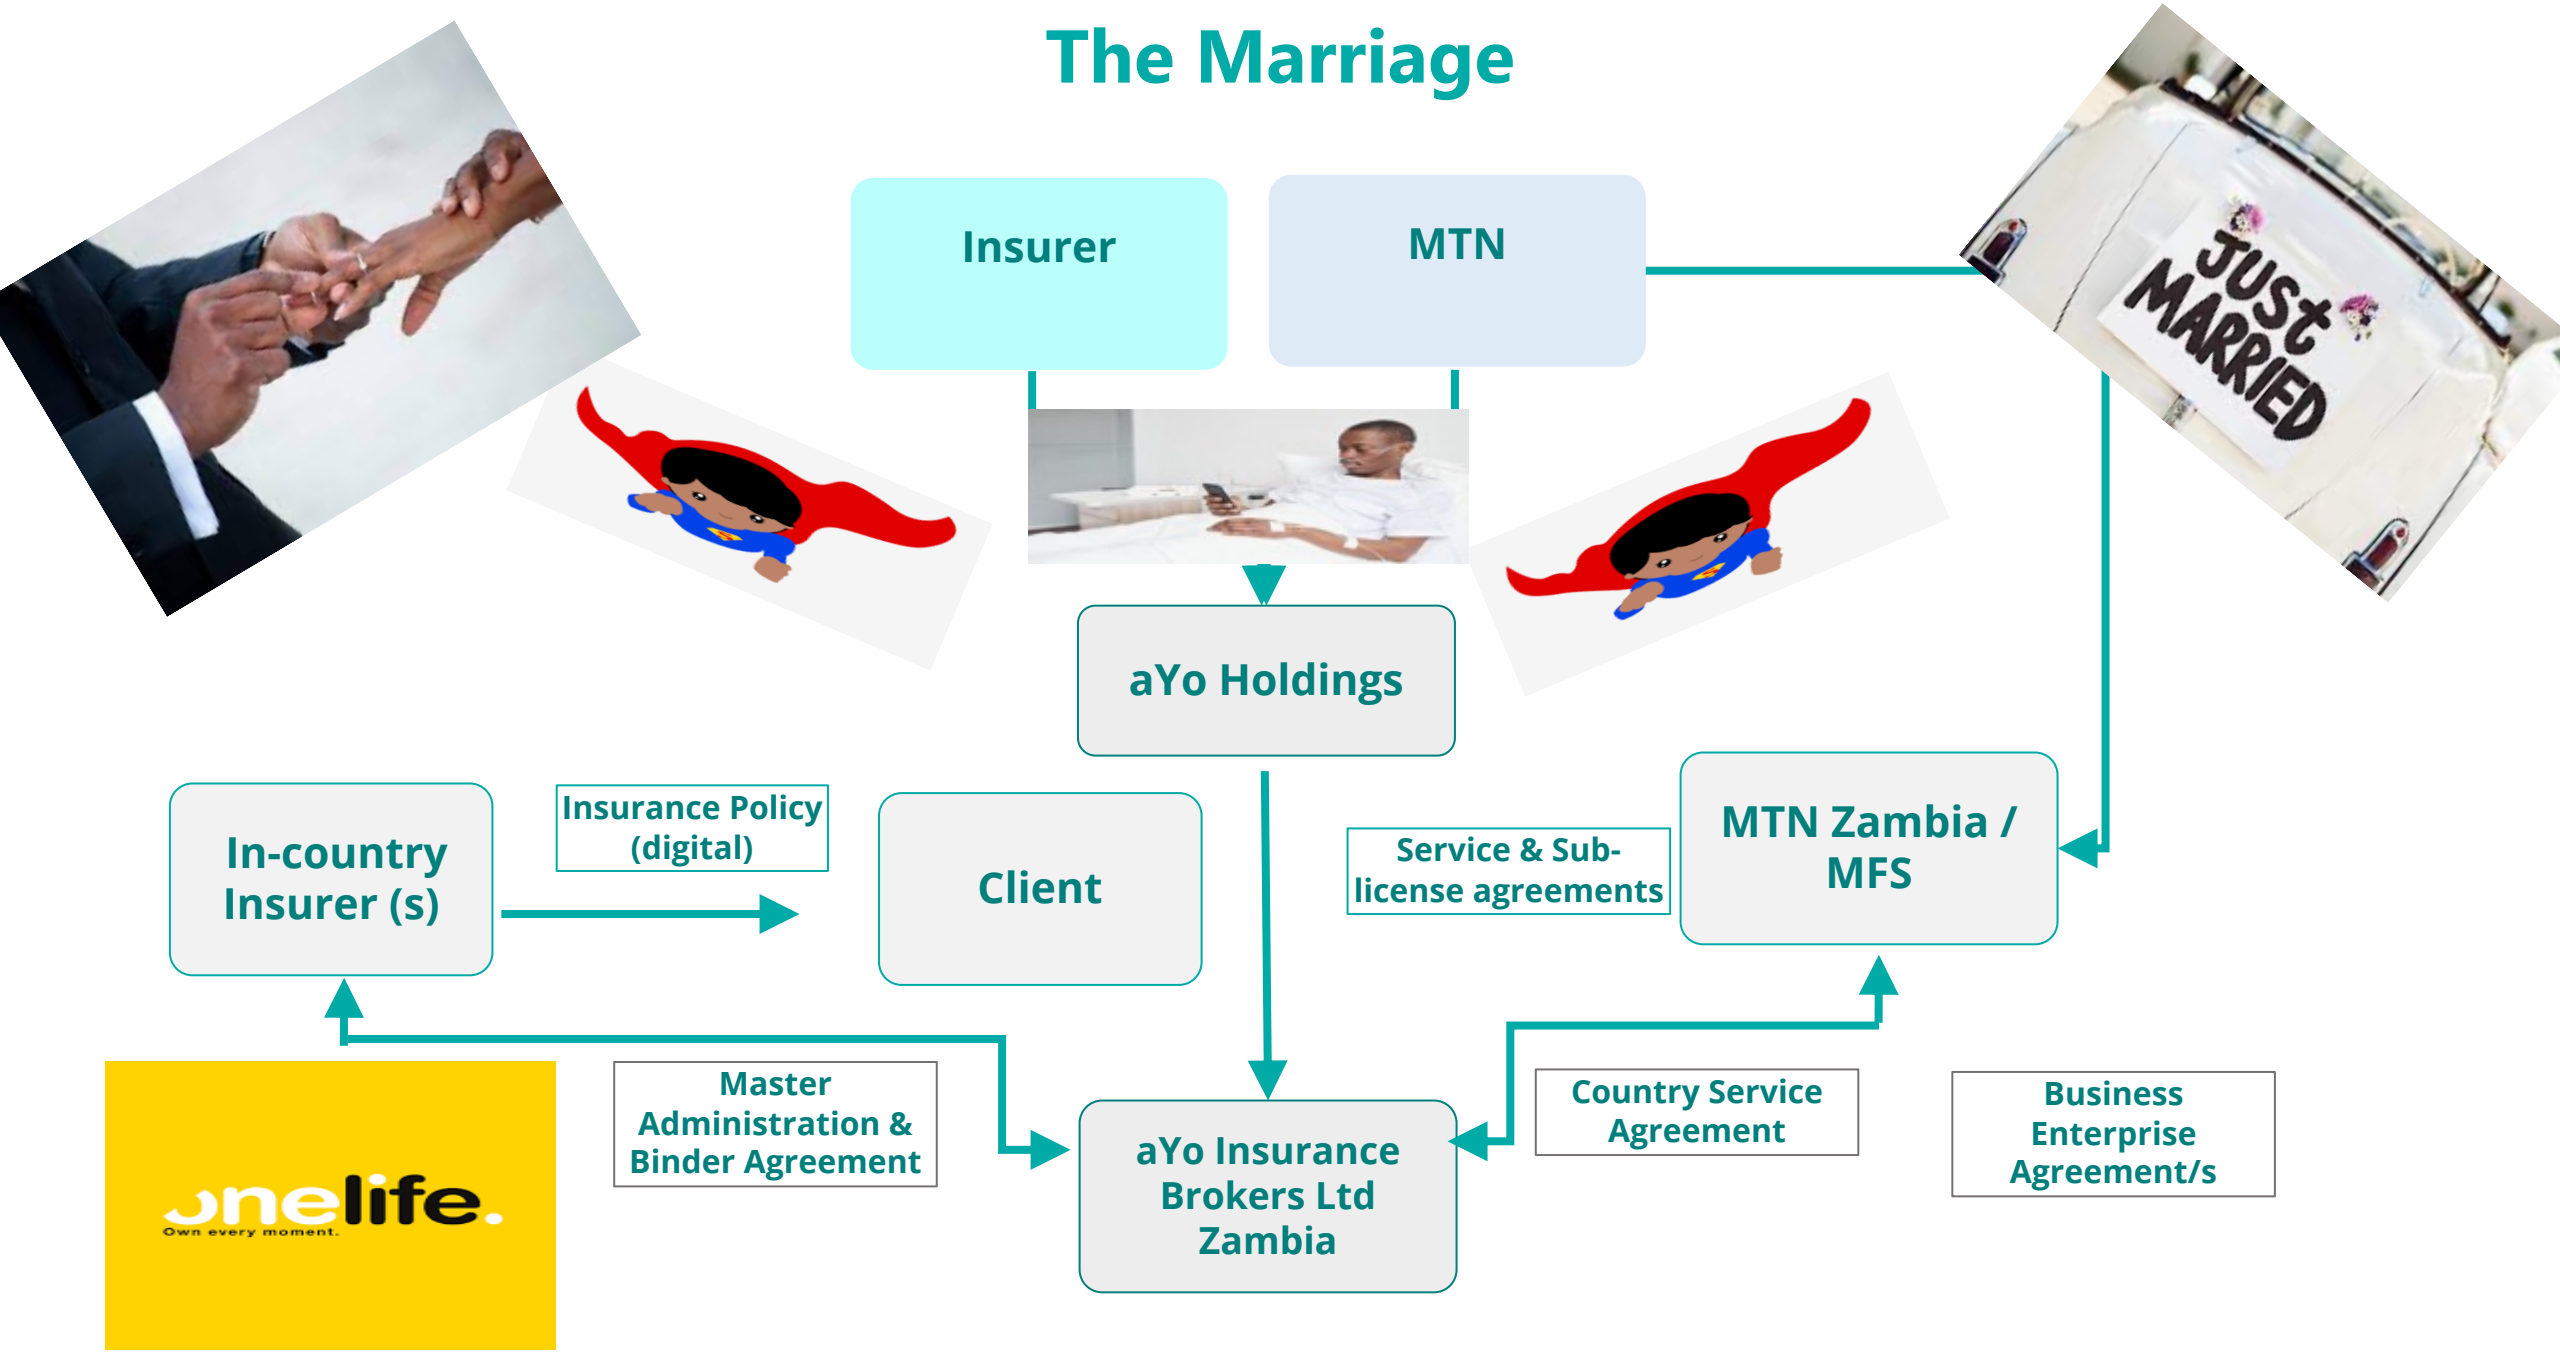 The Marriage
Insurer
MTN
JUST
MARRIED
aYo Holdings
In-country
Insurer (s)
Insurance Policy
(digital)
Client
Service & Sub-
license agreements
MTN Zambia /
MFS
Master
Administration &
Binder Agreement
aYo Insurance
Brokers Ltd
Zambia
Country Service
Agreement
Business
Enterprise
Agreement/s
onelife.
Own every moment.